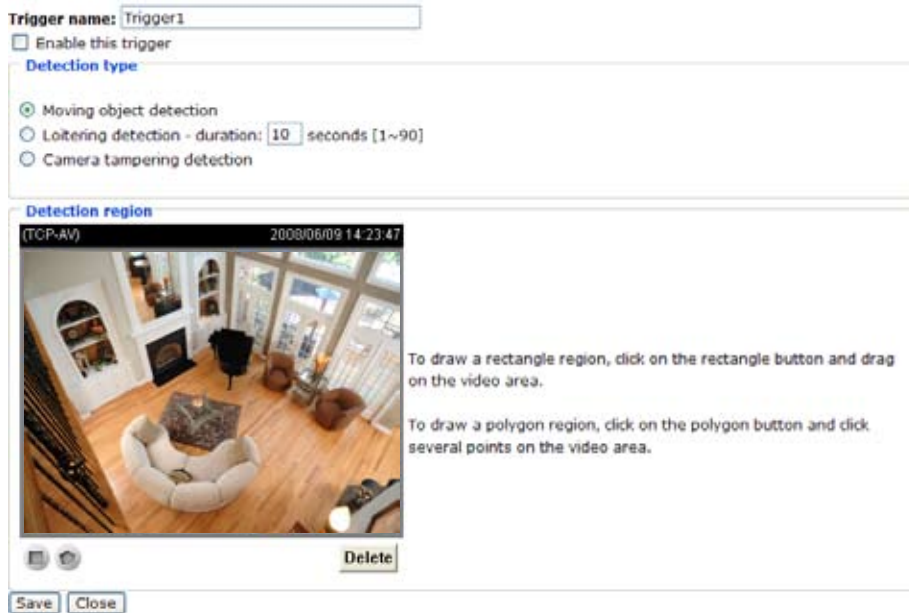 Trigger name: Trigger1
Enable this trigger
Detection type
Moving object detection
Loitering detection - duration: 10 seconds [1~90]
Camera tampering detection
Detection region
(TCP-AV) 2008/06/09 14:23:47
To draw a rectangle region, click on the rectangle button and drag
on the video area.
To draw a polygon region, click on the polygon button and click
several points on the video area.
Delete
Save Close